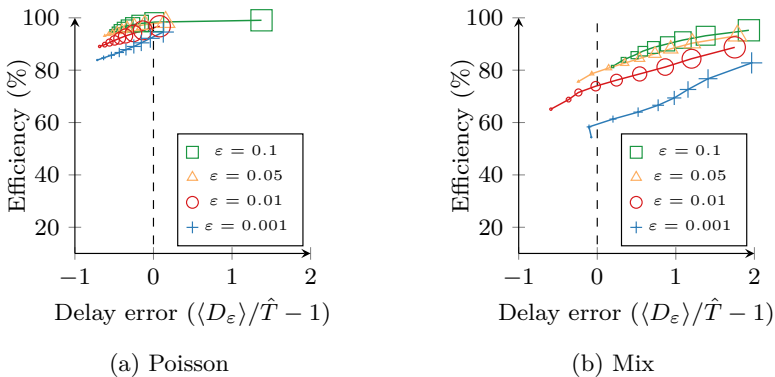 100
80
60
40
20
Efficiency (%)
ε = 0.1
ε = 0.05
ε = 0.01
ε = 0.001
−1
0
1
2
Delay error (⟨D_ε⟩/T̂ − 1)
(a) Poisson
100
80
60
40
20
Efficiency (%)
ε = 0.1
ε = 0.05
ε = 0.01
ε = 0.001
−1
0
1
2
Delay error (⟨D_ε⟩/T̂ − 1)
(b) Mix